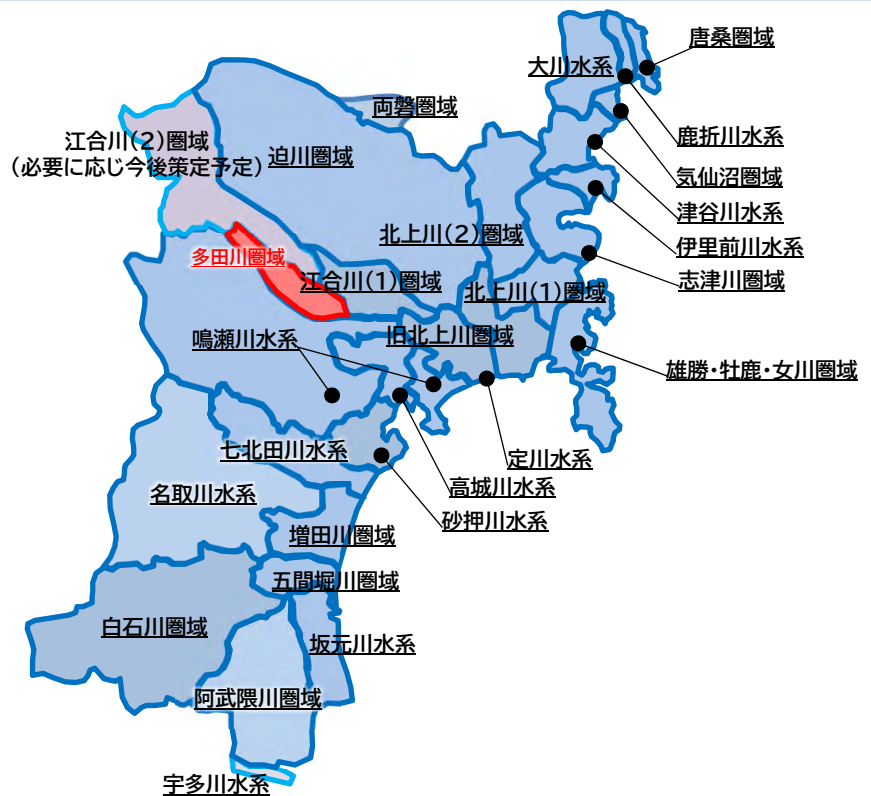 唐桑圏域
大川水系
両磐圏域
鹿折川水系
江合川（2）圏域
（必要に応じ今後策定予定）
迫川圏域
気仙沼圏域
津谷川水系
北上川（2）圏域
伊里前川水系
多田川圏域
江合川（1）圏域
志津川圏域
北上川（1）圏域
鳴瀬川水系
旧北上川圏域
雄勝・牡鹿・女川圏域
七北田川水系
定川水系
高城川水系
名取川水系
砂押川水系
増田川圏域
五間堀川圏域
白石川圏域
坂元川水系
阿武隈川圏域
宇多川水系